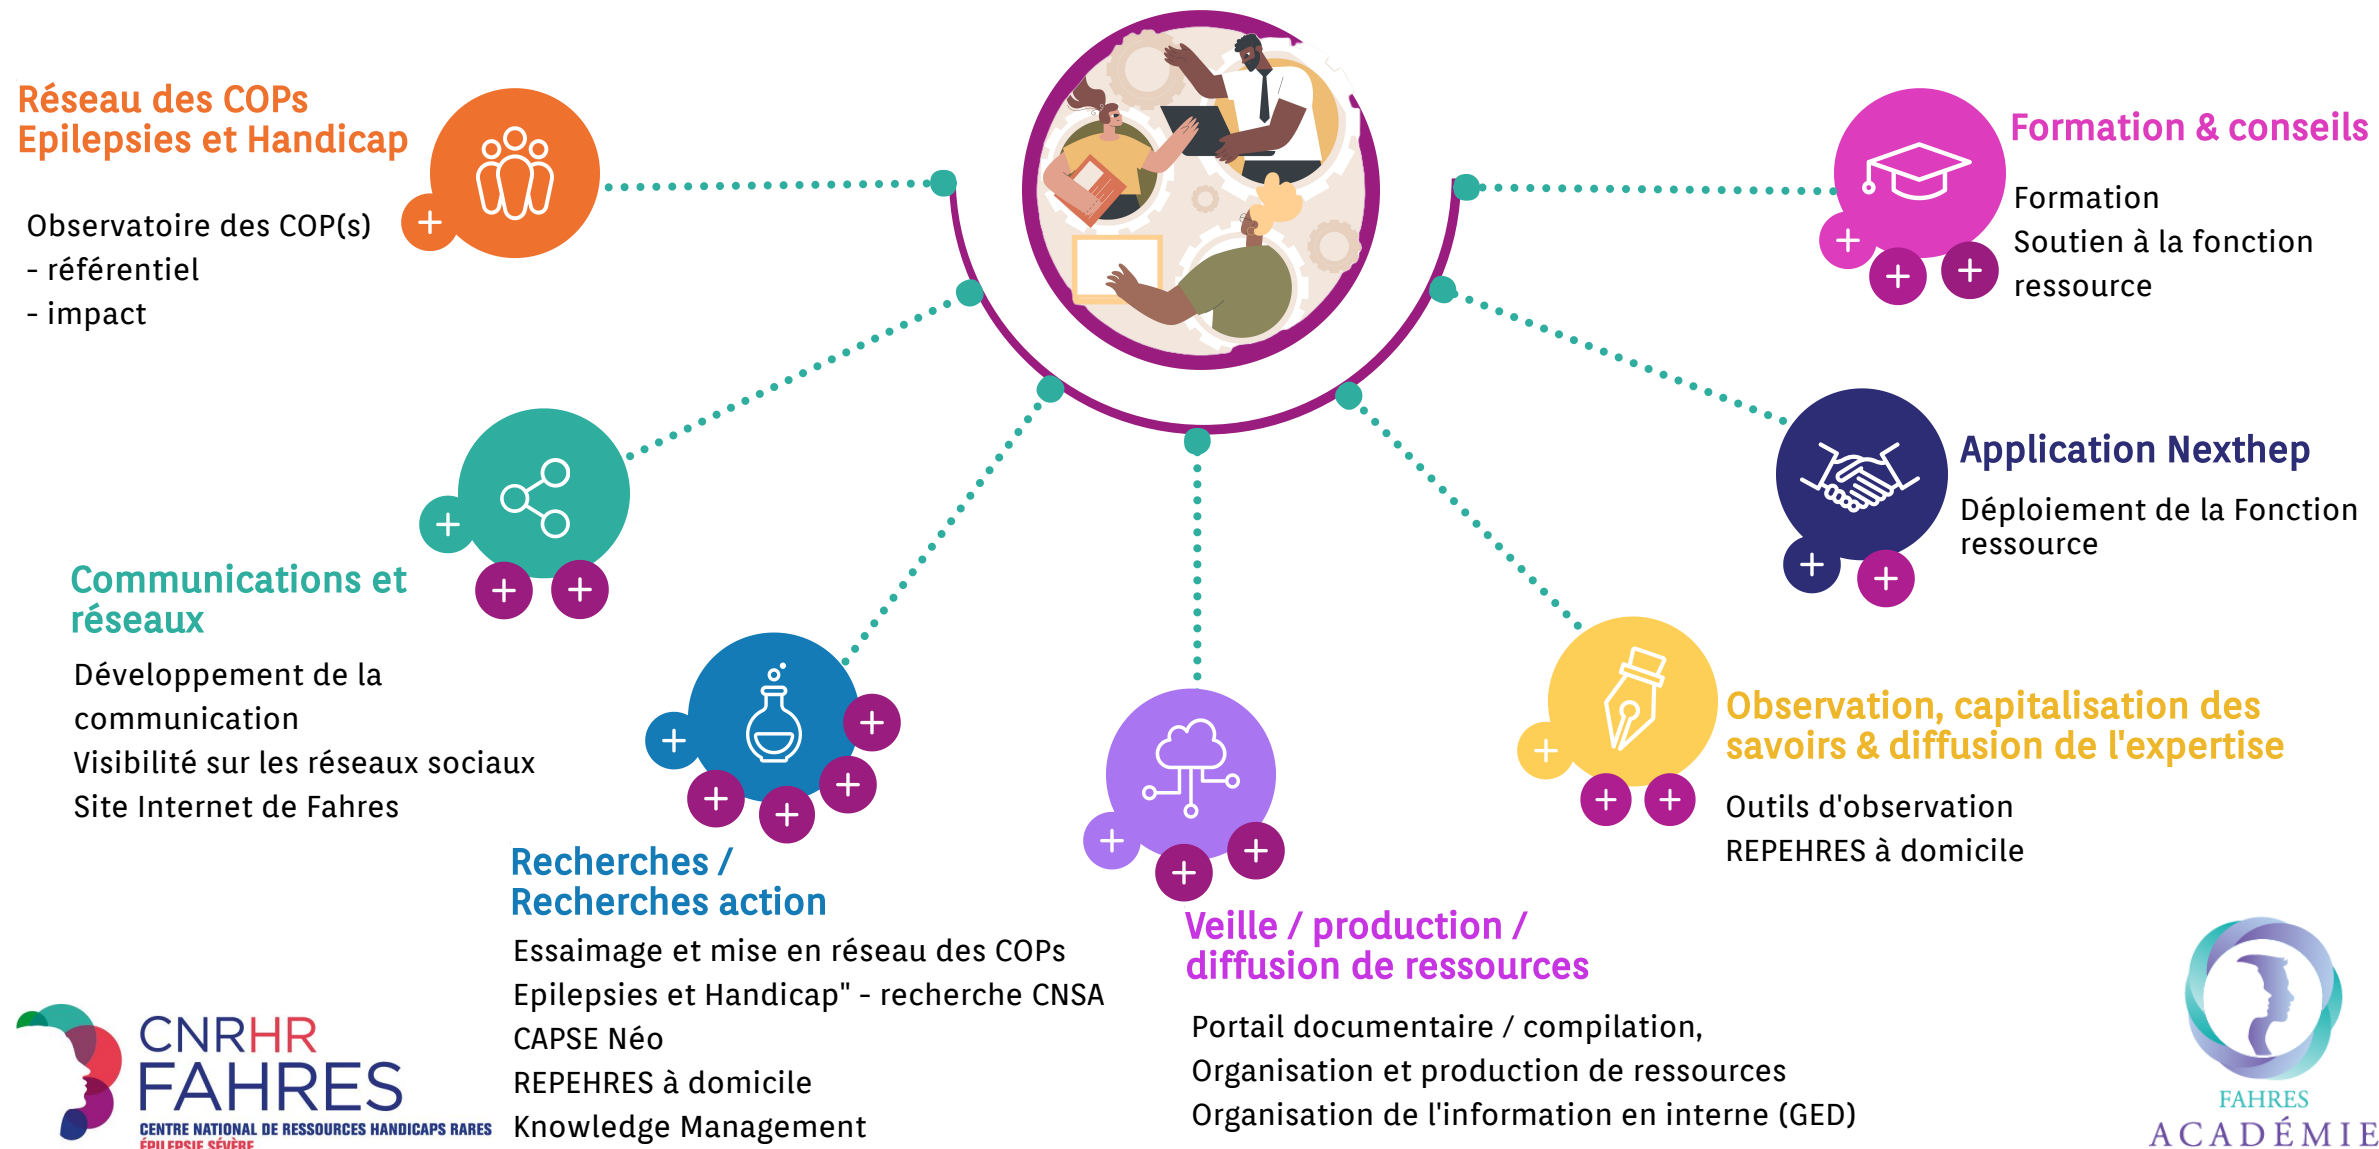 Réseau des COPs
Epilepsies et Handicap
Observatoire des COP(s)
- référentiel
- impact
Communications et
réseaux
Développement de la
communication
Visibilité sur les réseaux sociaux
Site Internet de Fahres
Recherches /
Recherches action
Essaimage et mise en réseau des COPs
Epilepsies et Handicap" - recherche CNSA
CAPSE Néo
REPEHRES à domicile
Knowledge Management
Veille / production /
diffusion de ressources
Portail documentaire / compilation,
Organisation et production de ressources
Organisation de l'information en interne (GED)
Observation, capitalisation des
savoirs & diffusion de l'expertise
Outils d'observation
REPEHRES à domicile
Application Nexthep
Déploiement de la Fonction
ressource
Formation & conseils
Formation
Soutien à la fonction
ressource
CNRHR
FAHRES
CENTRE NATIONAL DE RESSOURCES HANDICAPS RARES
ÉPILEPSIE SÉVÈRE
FAHRES
ACADÉMIE